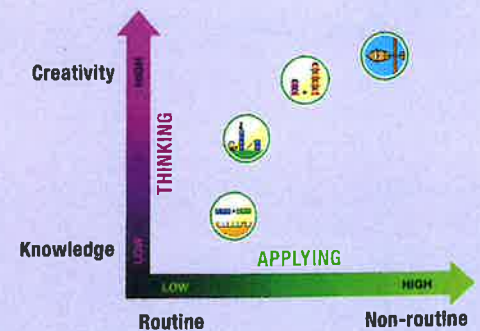 Creativity
HIGH
THINKING
Knowledge
LOW
APPLYING
LOW
HIGH
Routine
Non-routine